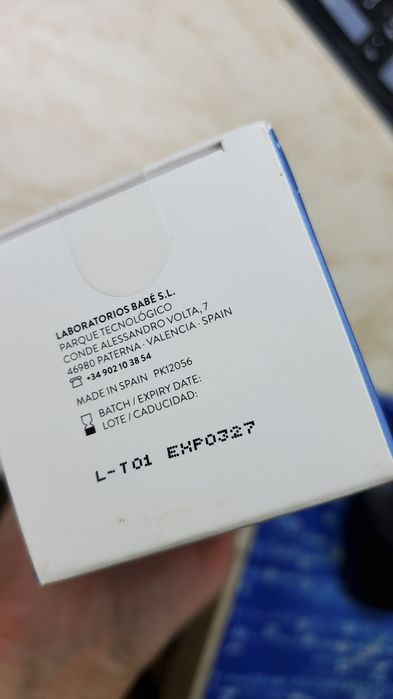 LABORATORIOS BABÉ S.L.
PARQUE TECNOLÓGICO
CONDE ALESSANDRO VOLTA, 7
46980 PATERNA · VALENCIA · SPAIN
+34 902 10 38 54
MADE IN SPAIN PK12056
BATCH / EXPIRY DATE:
LOTE / CADUCIDAD:
L-T01 EXP0327